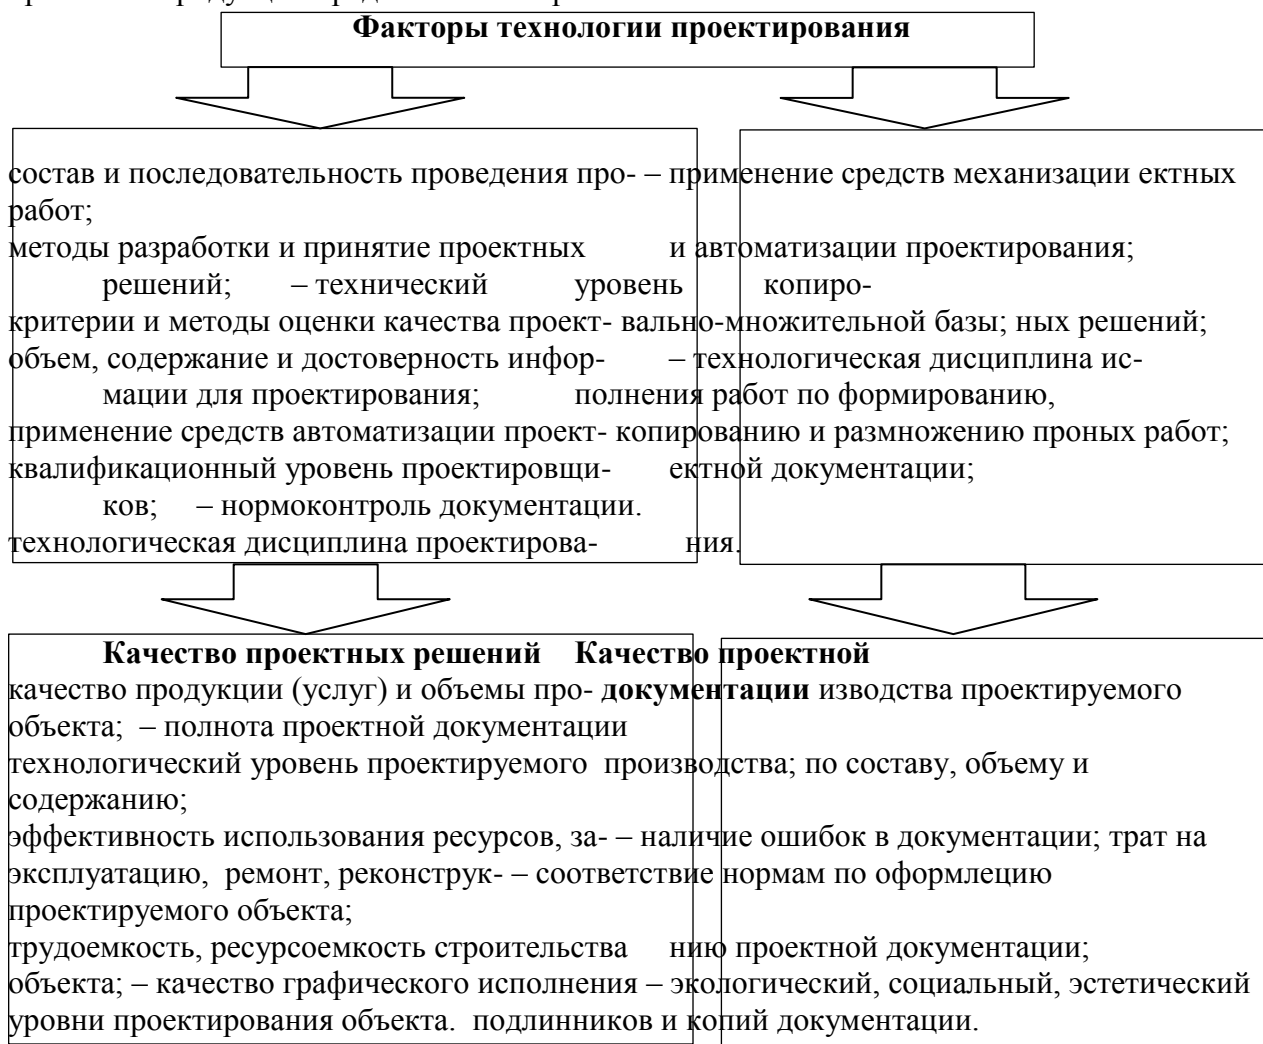 Факторы технологии проектирования
состав и последовательность проведения про- – применение средств механизации ектных
работ;
методы разработки и принятие проектных и автоматизации проектирования;
решений; – технический уровень копиро-
критерии и методы оценки качества проект- вально-множительной базы; ных решений;
объем, содержание и достоверность инфор- – технологическая дисциплина ис-
мации для проектирования; полнения работ по формированию,
применение средств автоматизации проект- копированию и размножению проных работ;
квалификационный уровень проектировщи- ектной документации;
ков; – нормоконтроль документации.
технологическая дисциплина проектирова- ния.
Качество проектных решений Качество проектной
качество продукции (услуг) и объемы про- документации изводства проектируемого
объекта; – полнота проектной документации
технологический уровень проектируемого производства; по составу, объему и
содержанию;
эффективность использования ресурсов, за- – наличие ошибок в документации; трат на
эксплуатацию, ремонт, реконструк- – соответствие нормам по оформлецию
проектируемого объекта;
трудоемкость, ресурсоемкость строительства нию проектной документации;
объекта; – качество графического исполнения – экологический, социальный, эстетический
уровни проектирования объекта. подлинников и копий документации.